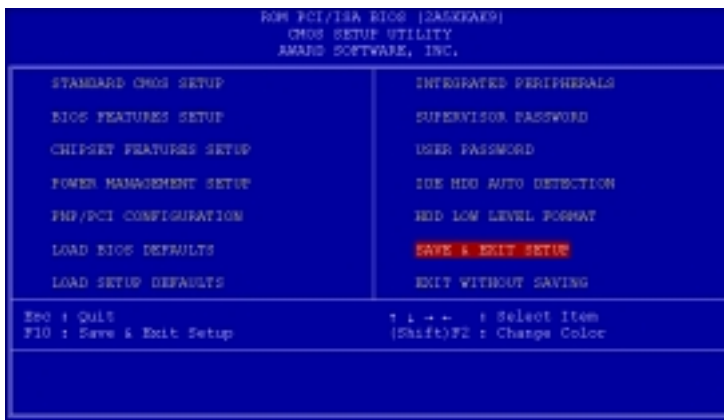 ROM PCI/ISA BIOS (2A5KKAK9)
CMOS SETUP UTILITY
AWARD SOFTWARE, INC.
STANDARD CMOS SETUP
BIOS FEATURES SETUP
CHIPSET FEATURES SETUP
POWER MANAGEMENT SETUP
PNP/PCI CONFIGURATION
LOAD BIOS DEFAULTS
LOAD SETUP DEFAULTS
INTEGRATED PERIPHERALS
SUPERVISOR PASSWORD
USER PASSWORD
IDE HDD AUTO DETECTION
HDD LOW LEVEL FORMAT
SAVE & EXIT SETUP
EXIT WITHOUT SAVING
Esc : Quit
F10 : Save & Exit Setup
↑ ↓ → ← : Select Item
(Shift)F2 : Change Color